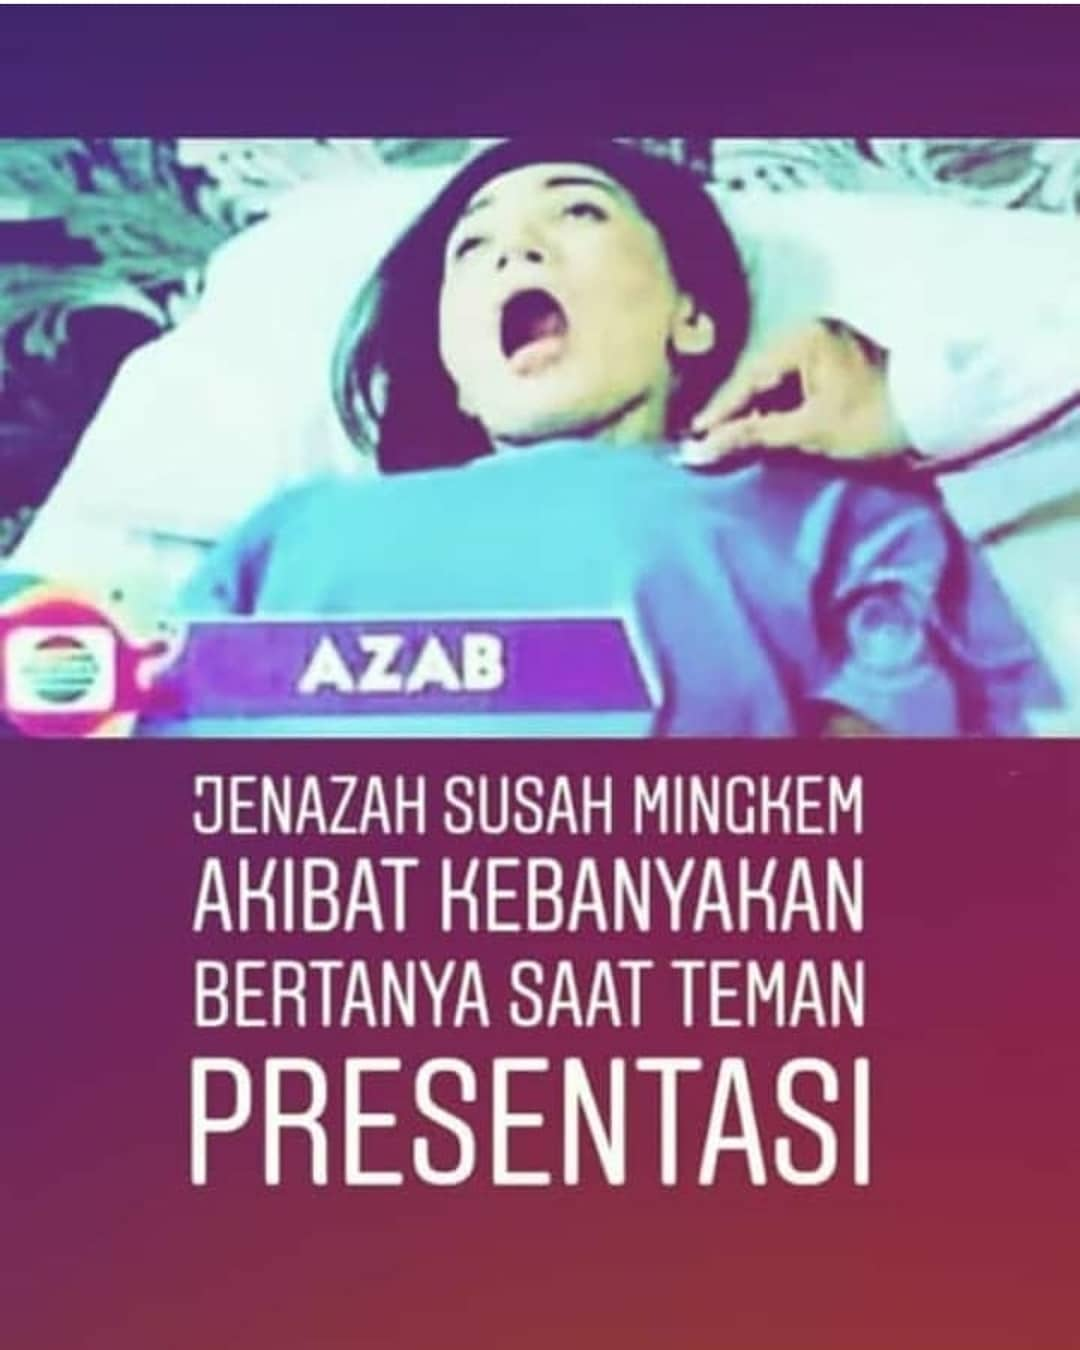 AZAB
JENAZAH SUSAH MINGKEM
AKIBAT KEBANYAKAN
BERTANYA SAAT TEMAN
PRESENTASI